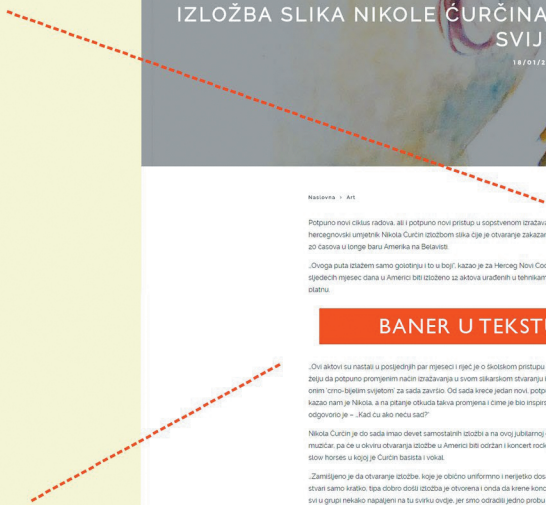 IZLOŽBA SLIKA NIKOLE ĆURČINA
SVIJ
18/01/2
Naslovna > Art
Potpuno novi ciklus radova, ali i potpuno novi pristup u sopstvenom izražava
hercegnovski umjetnik Nikola Ćurčin izložbom slika čije je otvaranje zakazan
20 časova u longe baru Amerika na Belavisti.
„Ovoga puta izlažem samo golotinju i to u boji", kazao je za Herceg Novi Coo
sljedećih mjesec dana u Americi biti izloženo 12 aktova urađenih u tehnikam
platnu.
BANER U TEKSTU
„Ovi aktovi su nastali u posljednjih par mjeseci i riječ je o školskom pristupu
želju da potpuno promjenim način izražavanja u svom slikarskom stvaranju i
onim 'crno-bijelim svijetom' za sada završio. Od sada kreće jedan novi, potp
kazao nam je Nikola, a na pitanje otkuda takva promjena i čime je bio inspiris
odgovorio je – „Kad ću ako neću sad?"
Nikola Ćurčin je do sada imao devet samostalnih izložbi a na ovoj jubilarnoj
muzičar, pa će u okviru otvaranja izložbe u Americi biti održan i koncert rock
slow horses u kojoj je Ćurčin basista i vokal.
„Zamišljeno je da otvaranje izložbe, koje je obično uniformno i nerijetko dos
stvari samo kratko, tipa dobro došli izložba je otvorena i onda da krene konc
svi u grupi nekako napaljeni na tu svirku ovdje, jer smo odradili jedno probu